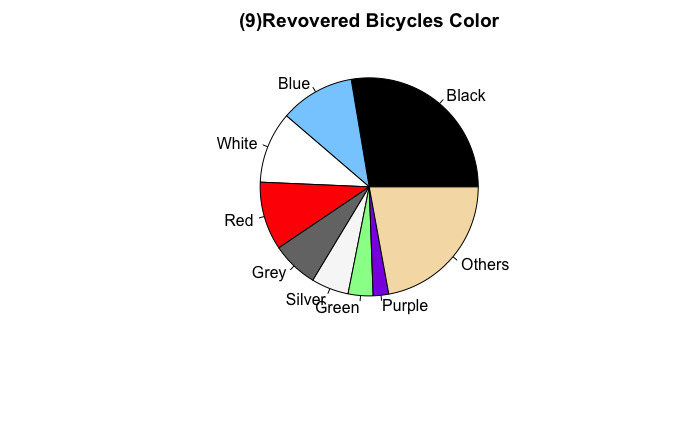 (9)Revovered Bicycles Color
Blue
Black
White
Red
Grey
Others
Silver
Green
Purple